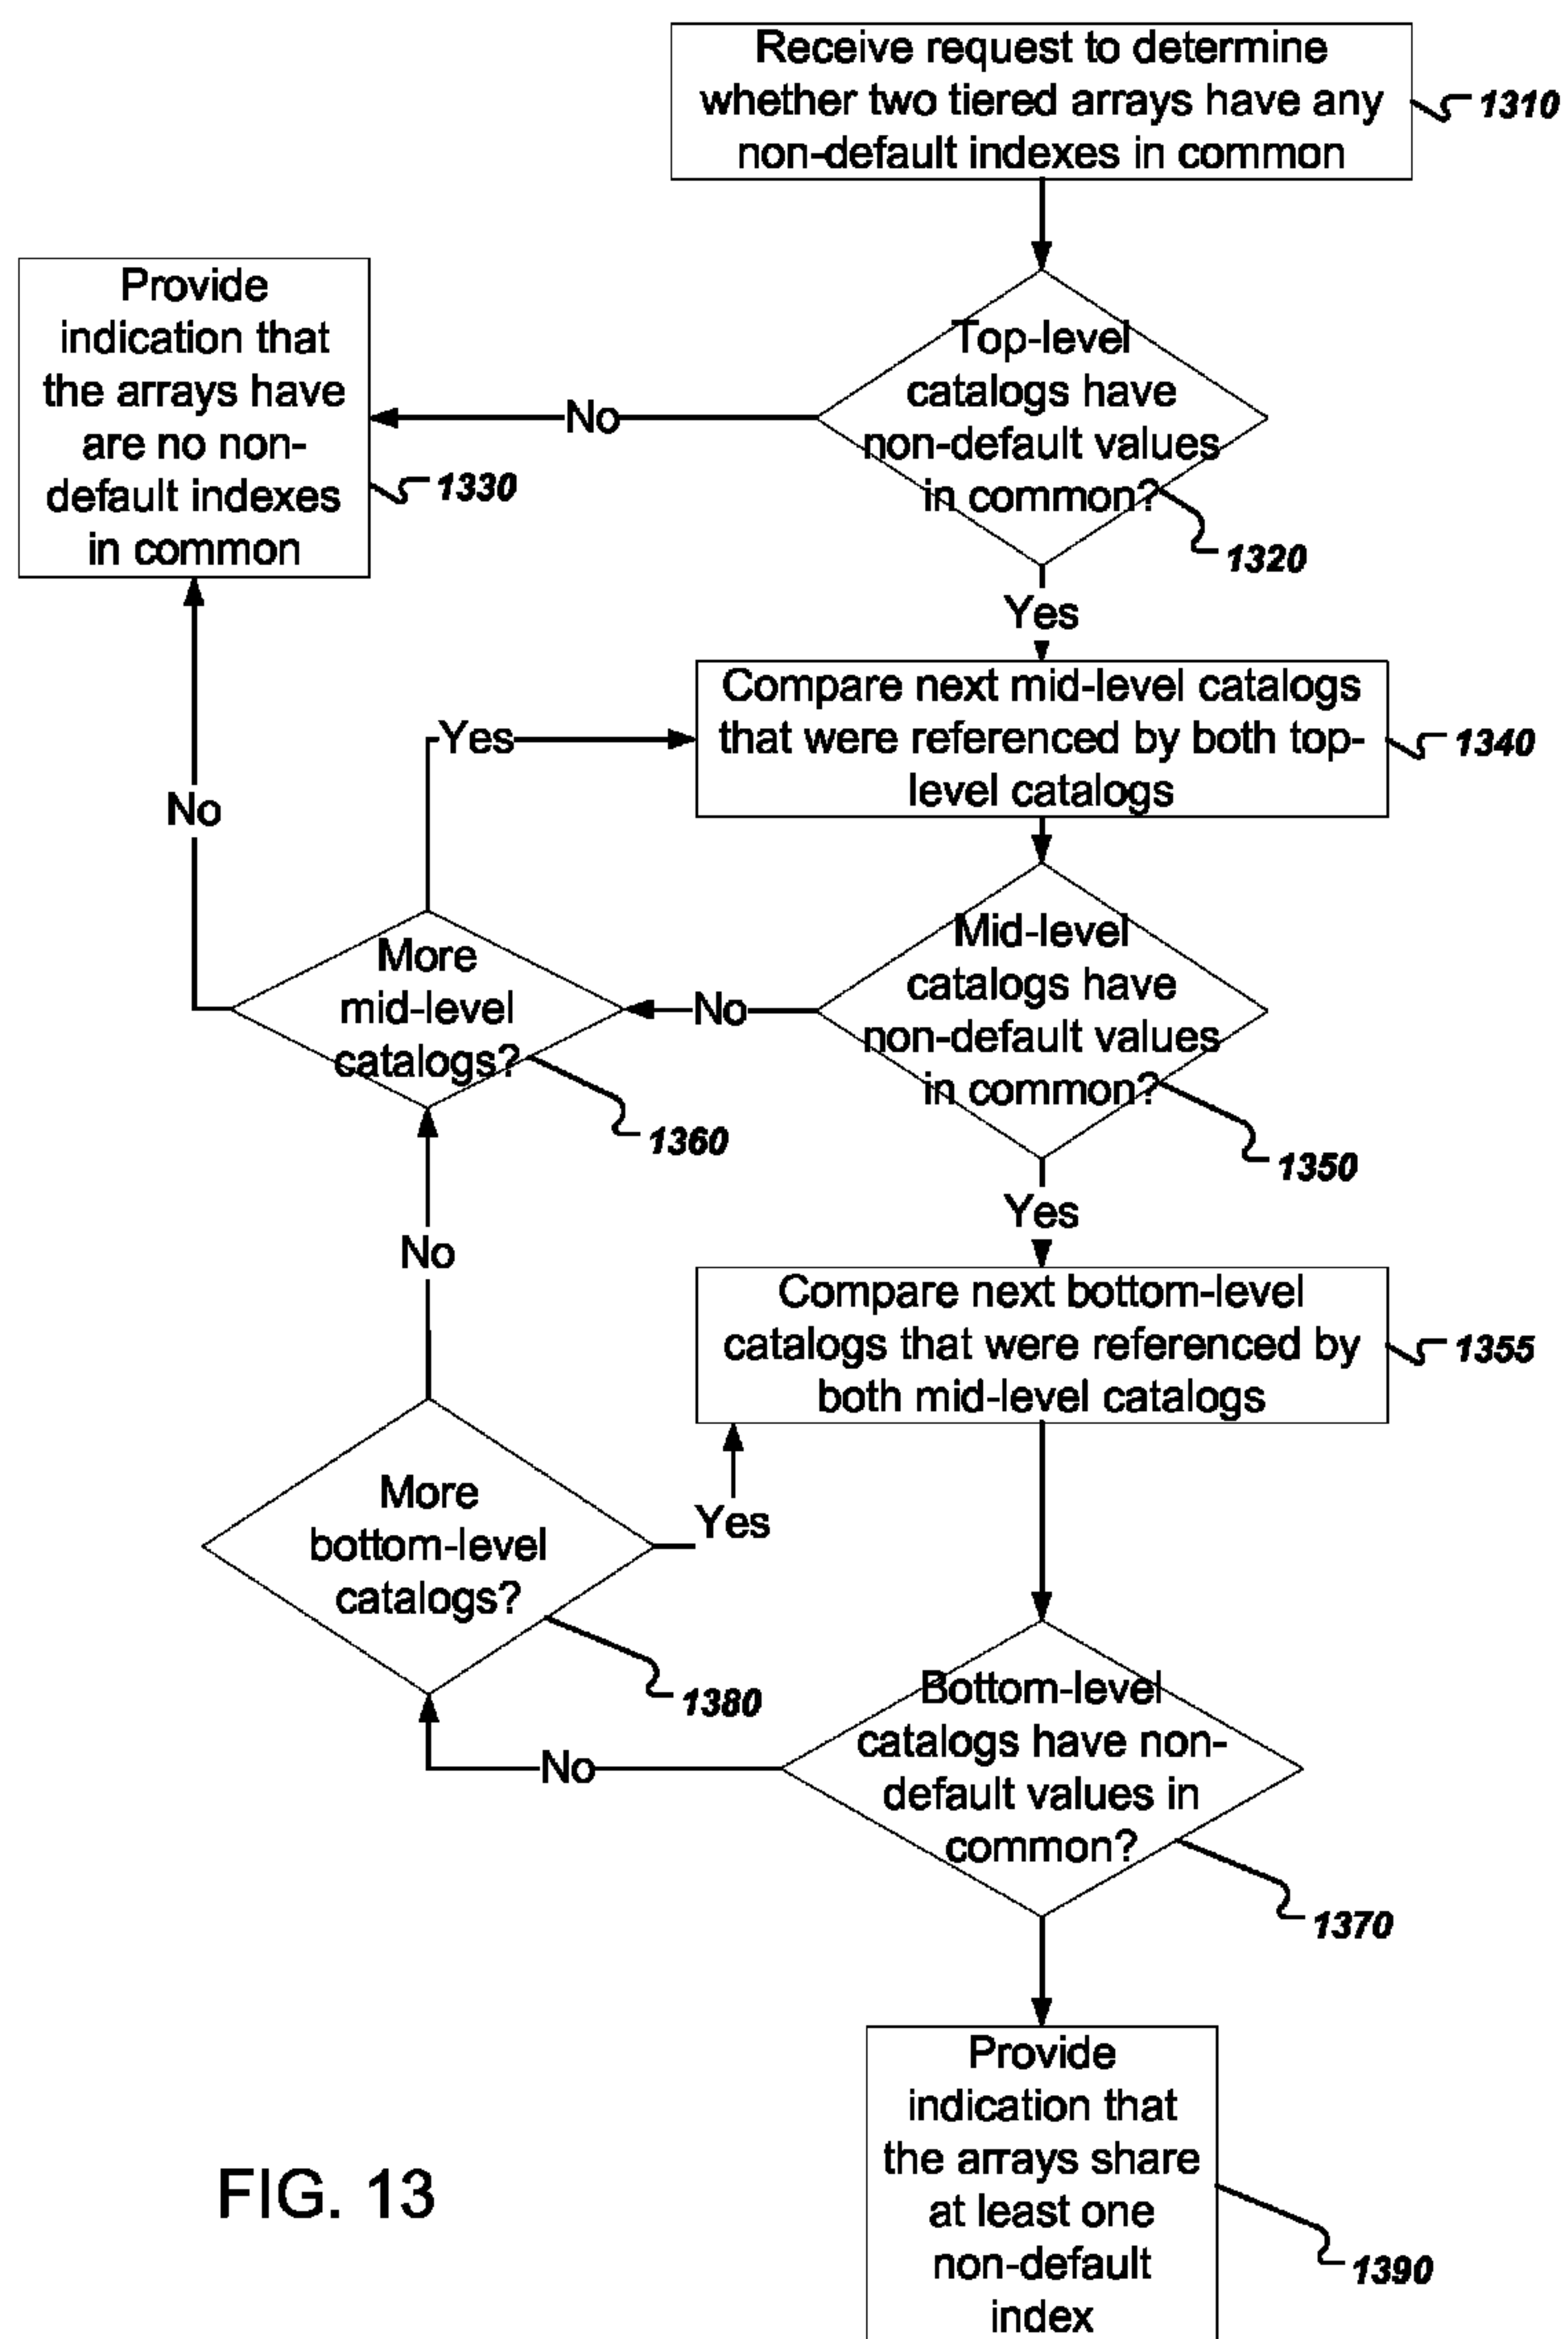 Receive request to determine
whether two tiered arrays have any
non-default indexes in common
1310
Provide
indication that
the arrays have
are no non-
default indexes
in common
1330
No
Top-level
catalogs have
non-default values
in common?
1320
Yes
Compare next mid-level catalogs
that were referenced by both top-
level catalogs
1340
Yes
No
More
mid-level
catalogs?
1360
No
Mid-level
catalogs have
non-default values
in common?
1350
Yes
No
Compare next bottom-level
catalogs that were referenced by
both mid-level catalogs
1355
More
bottom-level
catalogs?
1380
Yes
No
Bottom-level
catalogs have non-
default values in
common?
1370
Provide
indication that
the arrays share
at least one
non-default
index
1390
FIG. 13